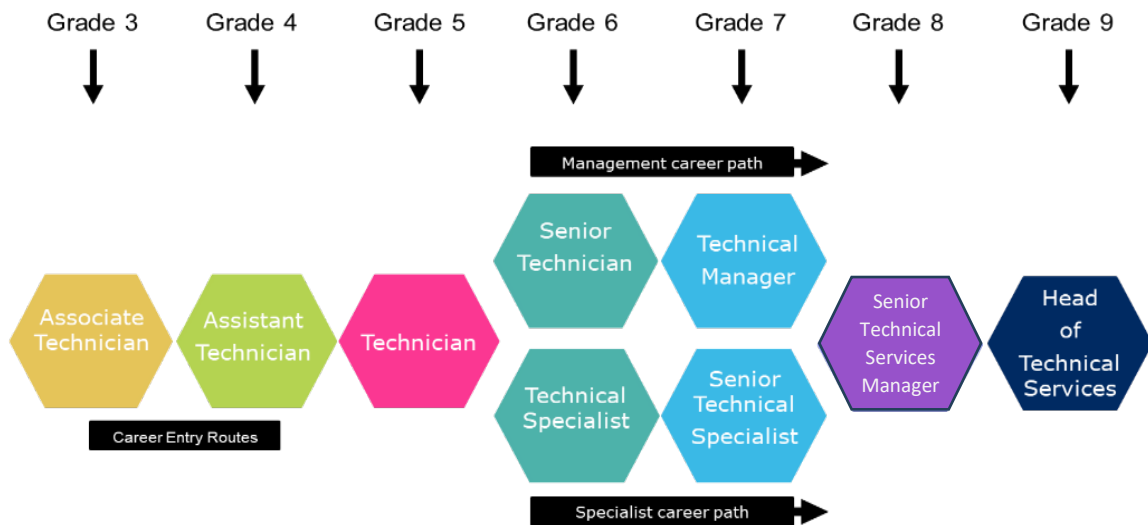 Grade 3
Grade 4
Grade 5
Grade 6
Grade 7
Grade 8
Grade 9
Management career path
Associate
Technician
Assistant
Technician
Technician
Senior
Technician
Technical
Manager
Technical
Specialist
Senior
Technical
Specialist
Senior
Technical
Services
Manager
Head
of
Technical
Services
Career Entry Routes
Specialist career path